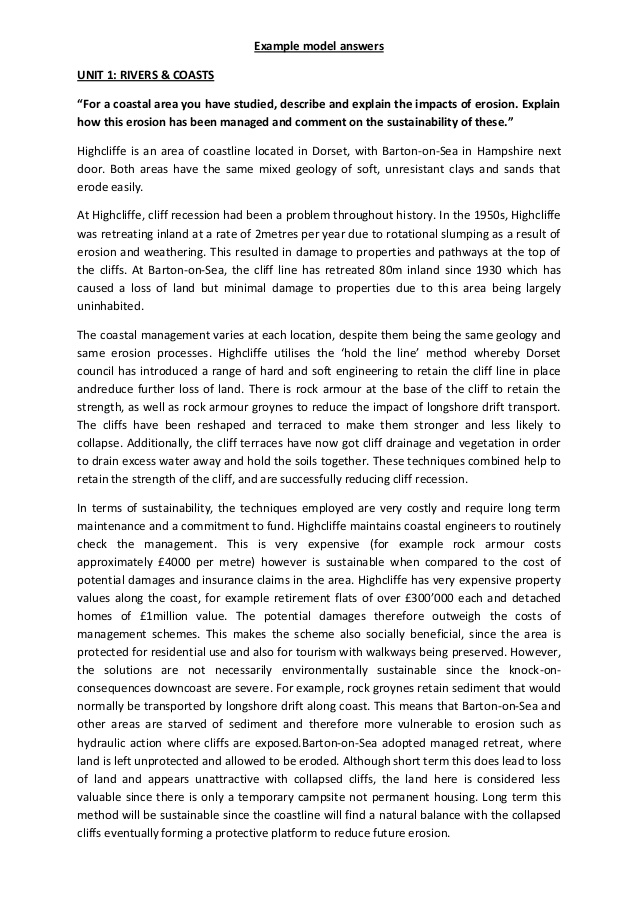 Example model answers
UNIT 1: RIVERS & COASTS
“For a coastal area you have studied, describe and explain the impacts of erosion. Explain
how this erosion has been managed and comment on the sustainability of these.”
Highcliffe is an area of coastline located in Dorset, with Barton-on-Sea in Hampshire next
door. Both areas have the same mixed geology of soft, unresistant clays and sands that
erode easily.
At Highcliffe, cliff recession had been a problem throughout history. In the 1950s, Highcliffe
was retreating inland at a rate of 2metres per year due to rotational slumping as a result of
erosion and weathering. This resulted in damage to properties and pathways at the top of
the cliffs. At Barton-on-Sea, the cliff line has retreated 80m inland since 1930 which has
caused a loss of land but minimal damage to properties due to this area being largely
uninhabited.
The coastal management varies at each location, despite them being the same geology and
same erosion processes. Highcliffe utilises the ‘hold the line’ method whereby Dorset
council has introduced a range of hard and soft engineering to retain the cliff line in place
andreduce further loss of land. There is rock armour at the base of the cliff to retain the
strength, as well as rock armour groynes to reduce the impact of longshore drift transport.
The cliffs have been reshaped and terraced to make them stronger and less likely to
collapse. Additionally, the cliff terraces have now got cliff drainage and vegetation in order
to drain excess water away and hold the soils together. These techniques combined help to
retain the strength of the cliff, and are successfully reducing cliff recession.
In terms of sustainability, the techniques employed are very costly and require long term
maintenance and a commitment to fund. Highcliffe maintains coastal engineers to routinely
check the management. This is very expensive (for example rock armour costs
approximately £4000 per metre) however is sustainable when compared to the cost of
potential damages and insurance claims in the area. Highcliffe has very expensive property
values along the coast, for example retirement flats of over £300’000 each and detached
homes of £1million value. The potential damages therefore outweigh the costs of
management schemes. This makes the scheme also socially beneficial, since the area is
protected for residential use and also for tourism with walkways being preserved. However,
the solutions are not necessarily environmentally sustainable since the knock-on-
consequences downcoast are severe. For example, rock groynes retain sediment that would
normally be transported by longshore drift along coast. This means that Barton-on-Sea and
other areas are starved of sediment and therefore more vulnerable to erosion such as
hydraulic action where cliffs are exposed.Barton-on-Sea adopted managed retreat, where
land is left unprotected and allowed to be eroded. Although short term this does lead to loss
of land and appears unattractive with collapsed cliffs, the land here is considered less
valuable since there is only a temporary campsite not permanent housing. Long term this
method will be sustainable since the coastline will find a natural balance with the collapsed
cliffs eventually forming a protective platform to reduce future erosion.